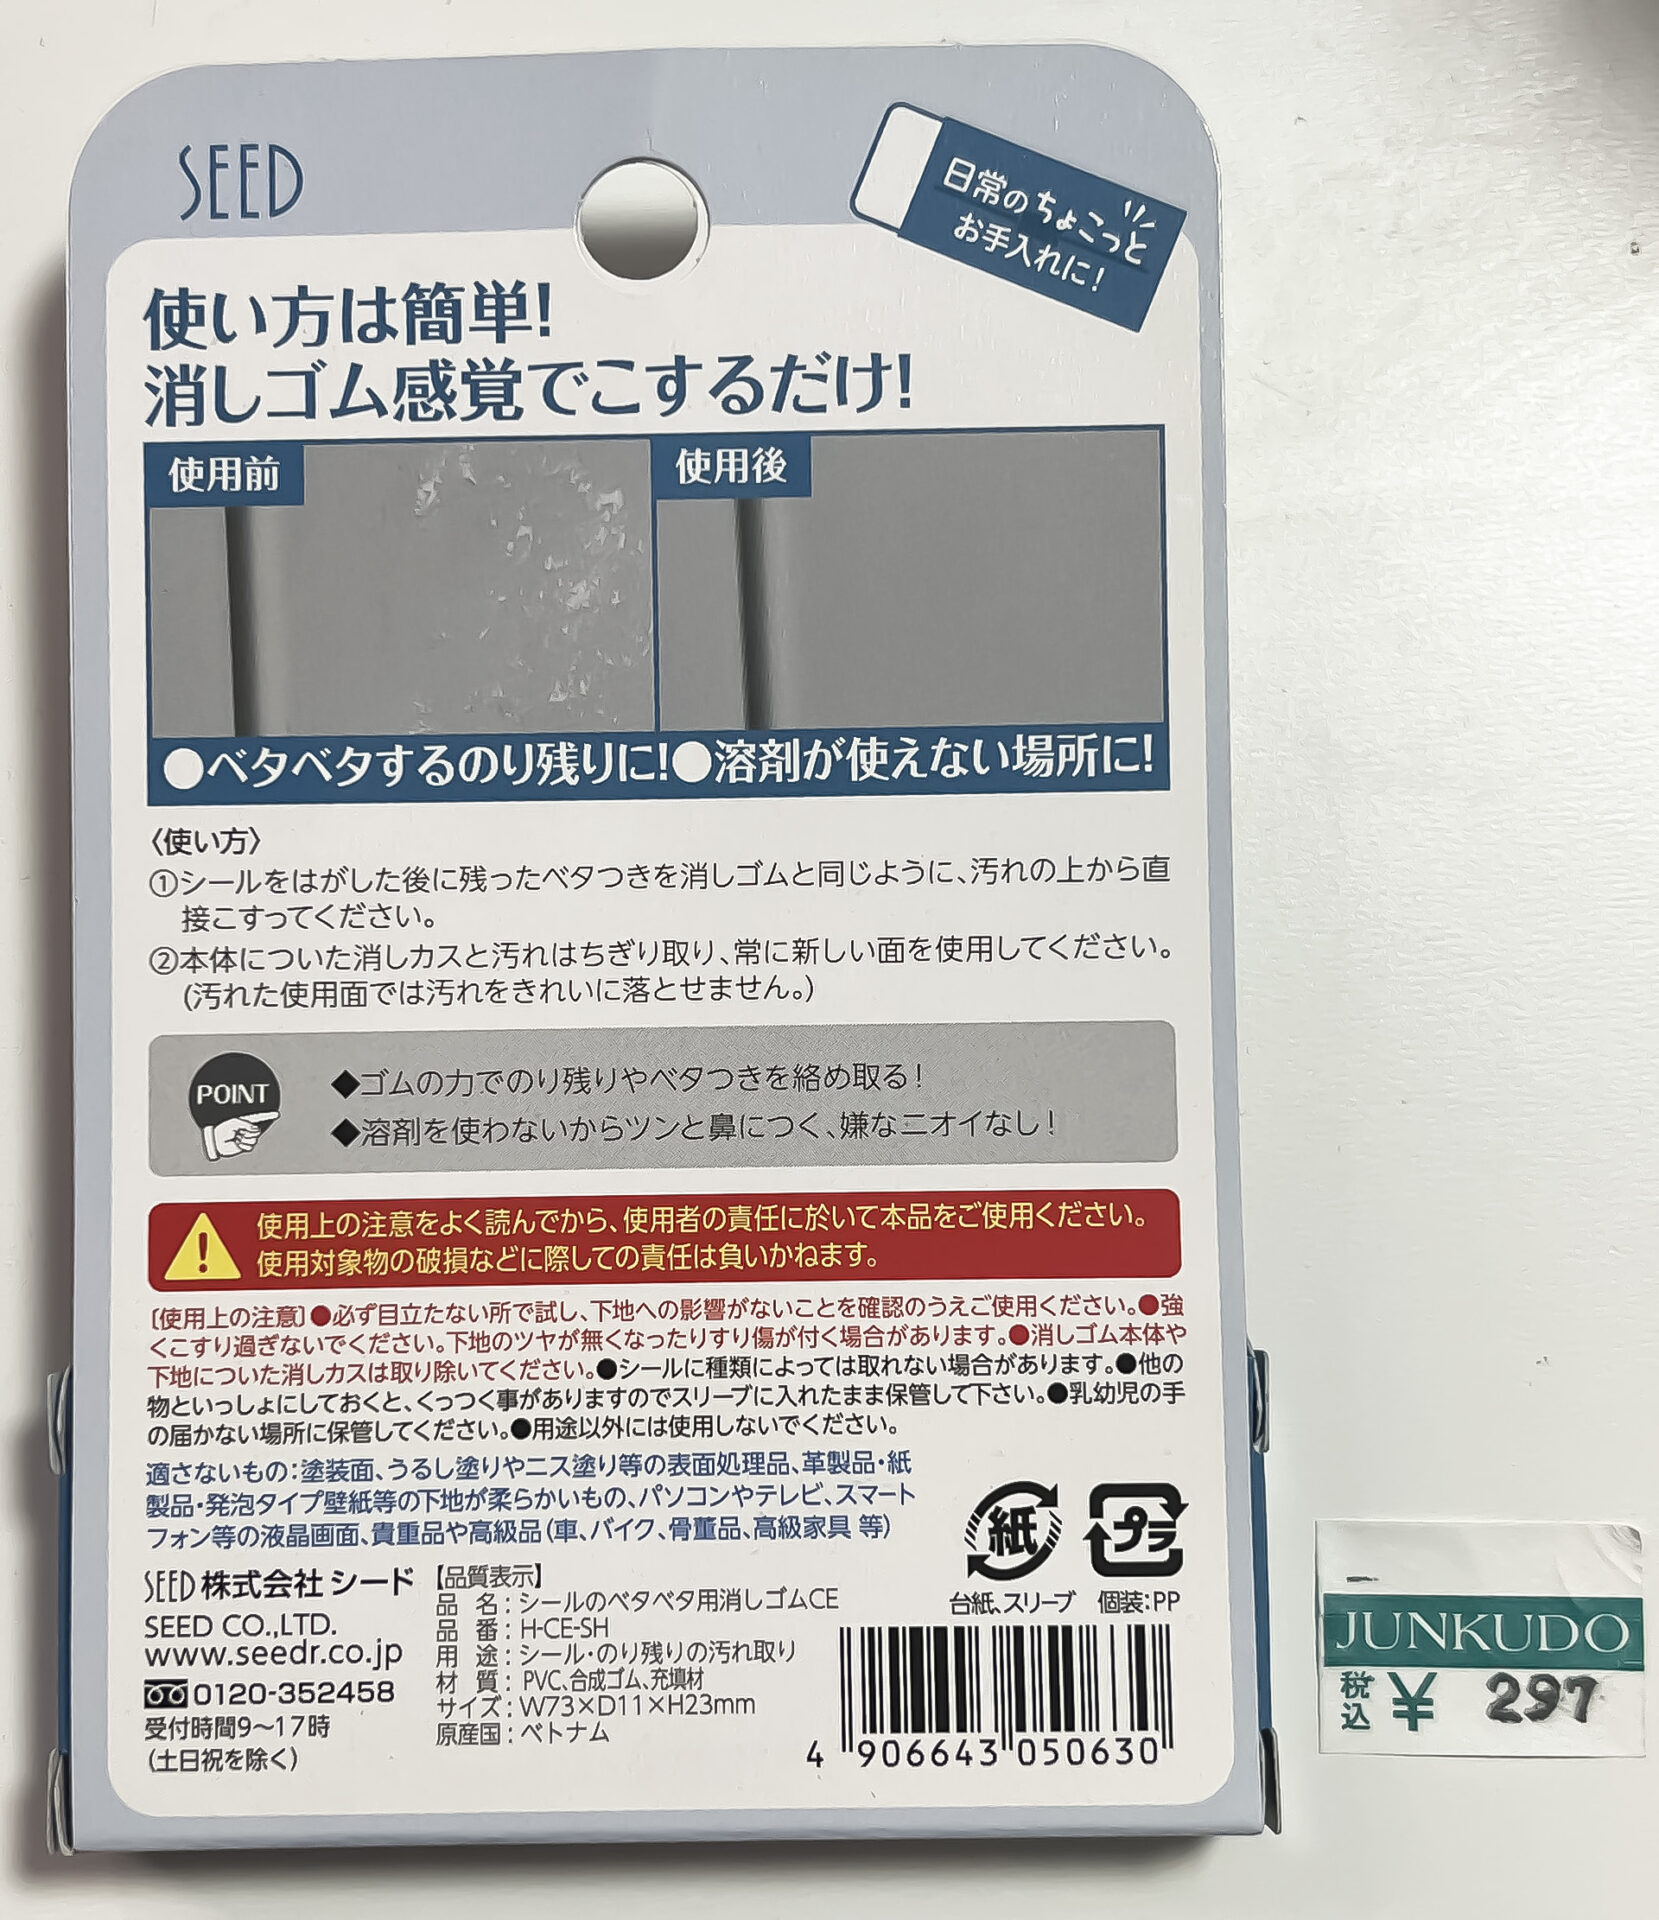 SEED
日常のちょこっと
お手入れに!
使い方は簡単!
消しゴム感覚でこするだけ!
使用前
使用後
●ベタベタするのり残りに!●溶剤が使えない場所に!
〈使い方〉
①シールをはがした後に残ったベタつきを消しゴムと同じように、汚れの上から直
接こすってください。
②本体についた消しカスと汚れはちぎり取り、常に新しい面を使用してください。
(汚れた使用面では汚れをきれいに落とせません。)
POINT
◆ゴムの力でのり残りやベタつきを絡め取る!
◆溶剤を使わないからツンと鼻につく、嫌なニオイなし!
使用上の注意をよく読んでから、使用者の責任に於いて本品をご使用ください。
使用対象物の破損などに際しての責任は負いかねます。
〔使用上の注意〕●必ず目立たない所で試し、下地への影響がないことを確認のうえご使用ください。●強
くこすり過ぎないでください。下地のツヤが無くなったりすり傷が付く場合があります。●消しゴム本体や
下地についた消しカスは取り除いてください。●シールに種類によっては取れない場合があります。●他の
物といっしょにしておくと、くっつく事がありますのでスリーブに入れたまま保管して下さい。●乳幼児の手
の届かない場所に保管してください。●用途以外には使用しないでください。
適さないもの:塗装面、うるし塗りやニス塗り等の表面処理品、革製品・紙
製品・発泡タイプ壁紙等の下地が柔らかいもの、パソコンやテレビ、スマート
フォン等の液晶画面、貴重品や高級品(車、バイク、骨董品、高級家具 等)
紙
プラ
台紙、スリーブ 個装:PP
SEED 株式会社 シード
SEED CO.,LTD.
www.seedr.co.jp
0120-352458
受付時間9〜17時
(土日祝を除く)
【品質表示】
品 名:シールのベタベタ用消しゴムCE
品 番:H-CE-SH
用 途:シール・のり残りの汚れ取り
材 質:PVC、合成ゴム、充填材
サイズ:W73×D11×H23mm
原産国:ベトナム
4 906643 050630
JUNKUDO
税込 ¥ 297